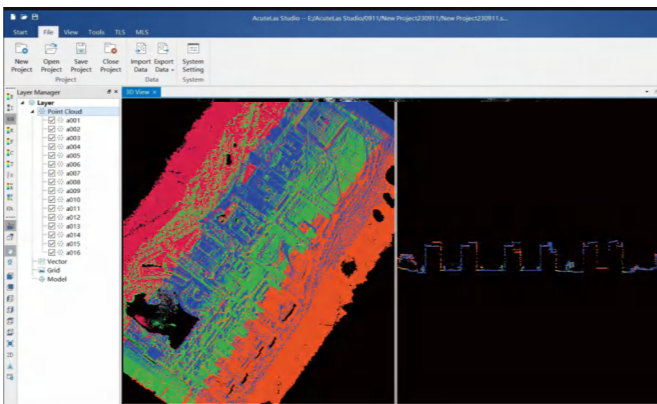 AcuteLas Studio -- E:/AcuteLas Studio/0911/New Project230911/New Project230911.a...
Start File View Tools TLS MLS
New Project
Open Project
Save Project
Close Project
Import Data
Export Data
System Setting
Project Data System
Layer Manager
3D View
Layer
Point Cloud
a001
a002
a003
a004
a005
a006
a007
a008
a009
a010
a011
a012
a013
a014
a015
a016
Vector
Grid
Model